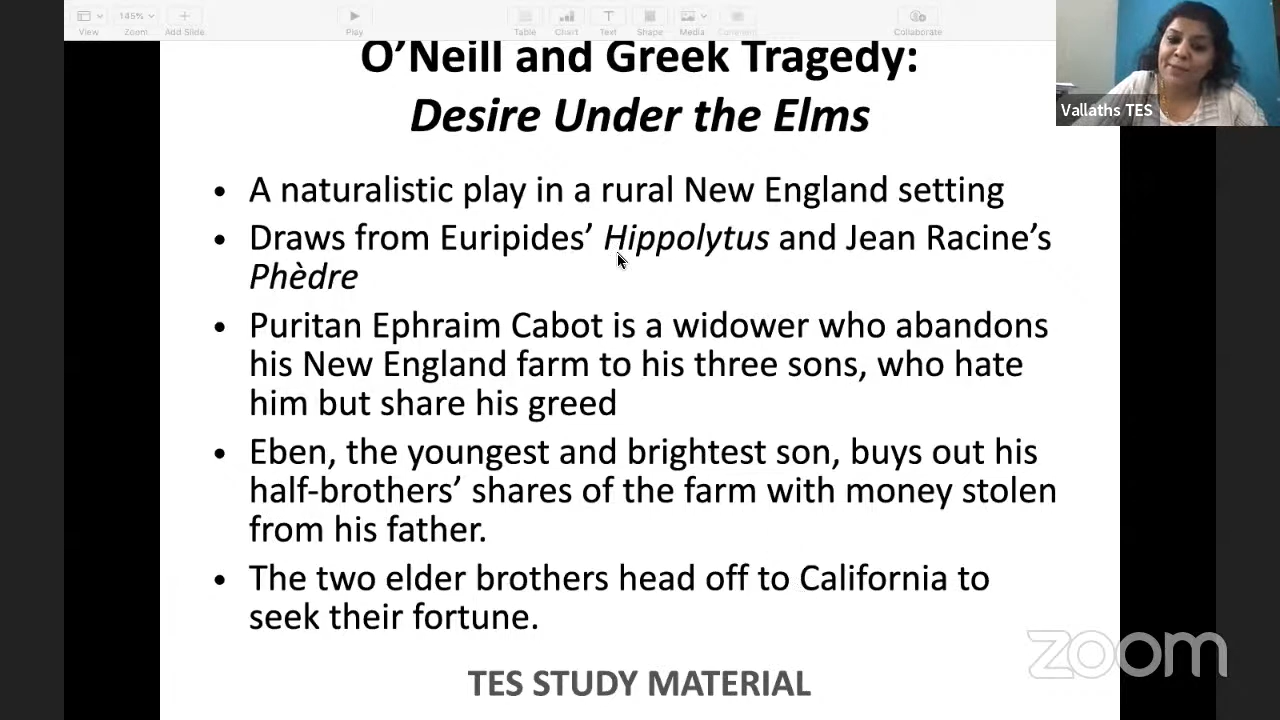 145%
View
Zoom
Add Slide
Play
Table
Chart
Text
Shape
Media
Comment
Collaborate
O’Neill and Greek Tragedy:
Desire Under the Elms
Vallaths TES
• A naturalistic play in a rural New England setting
• Draws from Euripides’ Hippolytus and Jean Racine’s
Phèdre
• Puritan Ephraim Cabot is a widower who abandons
his New England farm to his three sons, who hate
him but share his greed
• Eben, the youngest and brightest son, buys out his
half-brothers’ shares of the farm with money stolen
from his father.
• The two elder brothers head off to California to
seek their fortune.
zoom
TES STUDY MATERIAL